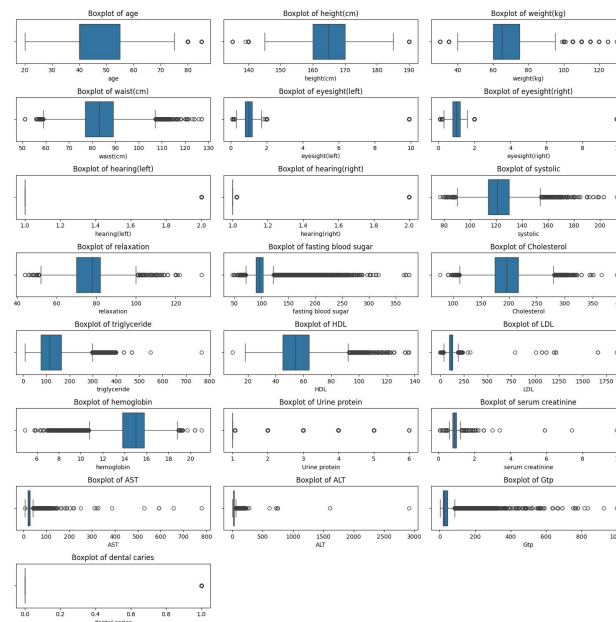 Boxplot of age
20 30 40 50 60 70 80
age
Boxplot of height(cm)
140 150 160 170 180 190
height(cm)
Boxplot of weight(kg)
40 60 80 100 120
weight(kg)
Boxplot of waist(cm)
50 60 70 80 90 100 110 120 130
waist(cm)
Boxplot of eyesight(left)
0 2 4 6 8 10
eyesight(left)
Boxplot of eyesight(right)
0 2 4 6 8
eyesight(right)
Boxplot of hearing(left)
1.0 1.2 1.4 1.6 1.8 2.0
hearing(left)
Boxplot of hearing(right)
1.0 1.2 1.4 1.6 1.8 2.0
hearing(right)
Boxplot of systolic
80 100 120 140 160 180 200
systolic
Boxplot of relaxation
40 60 80 100 120
relaxation
Boxplot of fasting blood sugar
50 100 150 200 250 300 350
fasting blood sugar
Boxplot of Cholesterol
100 150 200 250 300 350
Cholesterol
Boxplot of triglyceride
0 100 200 300 400 500 600 700 800
triglyceride
Boxplot of HDL
20 40 60 80 100 120 140
HDL
Boxplot of LDL
0 250 500 750 1000 1250 1500 1750
LDL
Boxplot of hemoglobin
6 8 10 12 14 16 18 20
hemoglobin
Boxplot of Urine protein
1 2 3 4 5 6
Urine protein
Boxplot of serum creatinine
0 2 4 6 8
serum creatinine
Boxplot of AST
0 100 200 300 400 500 600 700 800
AST
Boxplot of ALT
0 500 1000 1500 2000 2500 3000
ALT
Boxplot of Gtp
0 200 400 600 800
Gtp
Boxplot of dental caries
0.0 0.2 0.4 0.6 0.8 1.0
dental caries